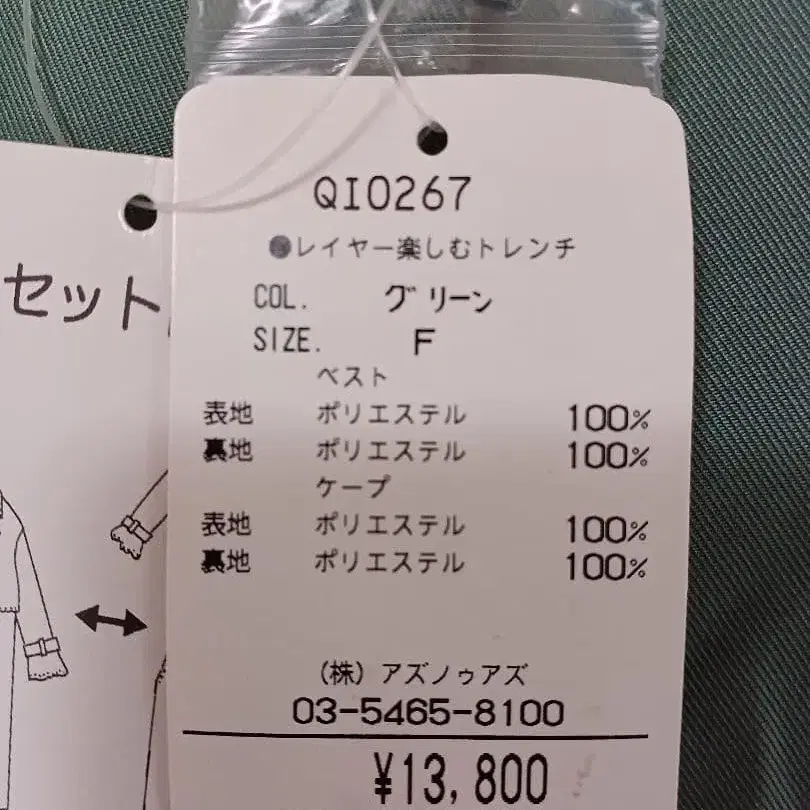 セット
QI0267
●レイヤー楽しむトレンチ
COL. グリーン
SIZE. F
ベスト
表地 ポリエステル 100%
裏地 ポリエステル 100%
ケープ
表地 ポリエステル 100%
裏地 ポリエステル 100%
(株) アズノゥアズ
03-5465-8100
¥13,800